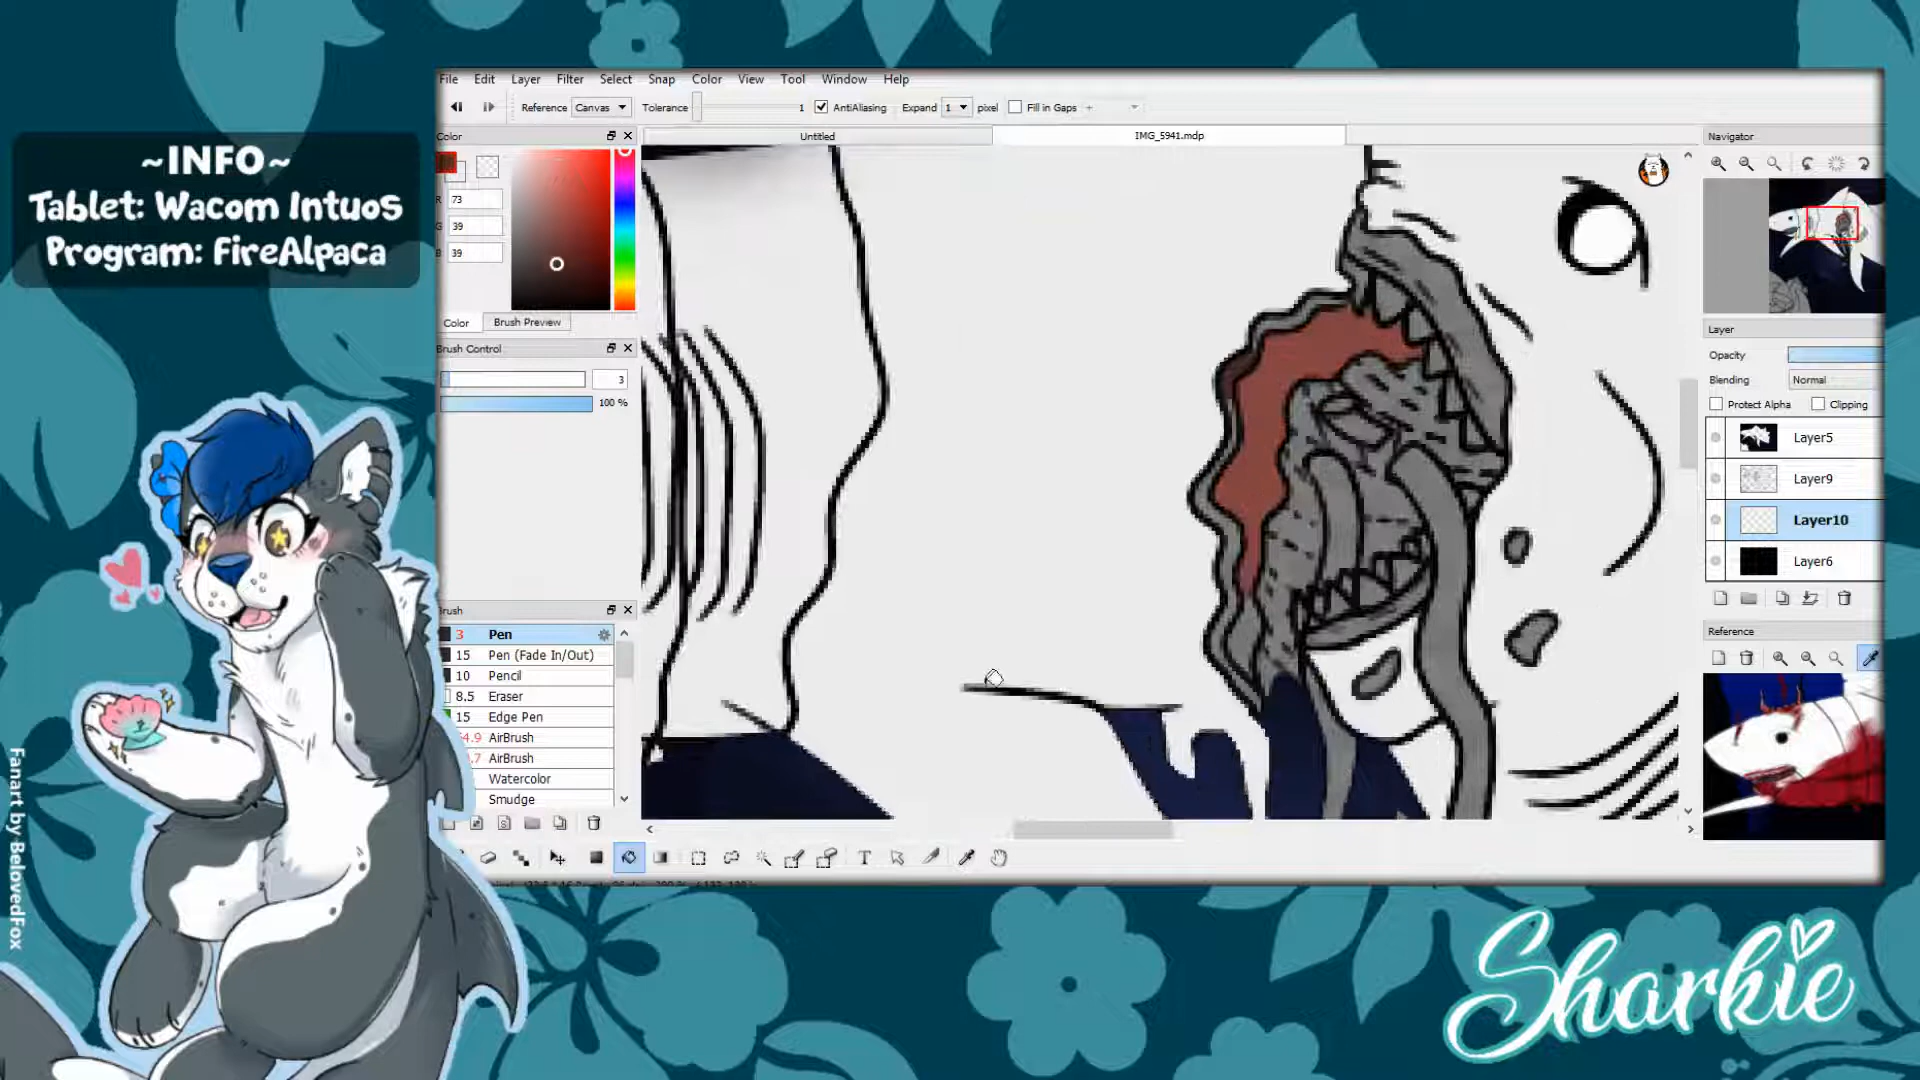 ~INFO~
Tablet: Wacom Intuos
Program: FireAlpaca
File Edit Layer Filter Select Snap Color View Tool Window Help
Reference Canvas Tolerance 1 AntiAliasing Expand 1 pixel Fill in Gaps +
Color
Untitled
IMG_5941.mdp
Navigator
R 73
G 39
B 39
Color Brush Preview
Brush Control
3
100 %
Layer
Opacity
Blending Normal
Protect Alpha Clipping
Layer5
Layer9
Layer10
Layer6
Reference
Brush
3 Pen
15 Pen (Fade In/Out)
10 Pencil
8.5 Eraser
15 Edge Pen
AirBrush
AirBrush
Watercolor
Smudge
T
Fanart by BelovedFox
Sharkie